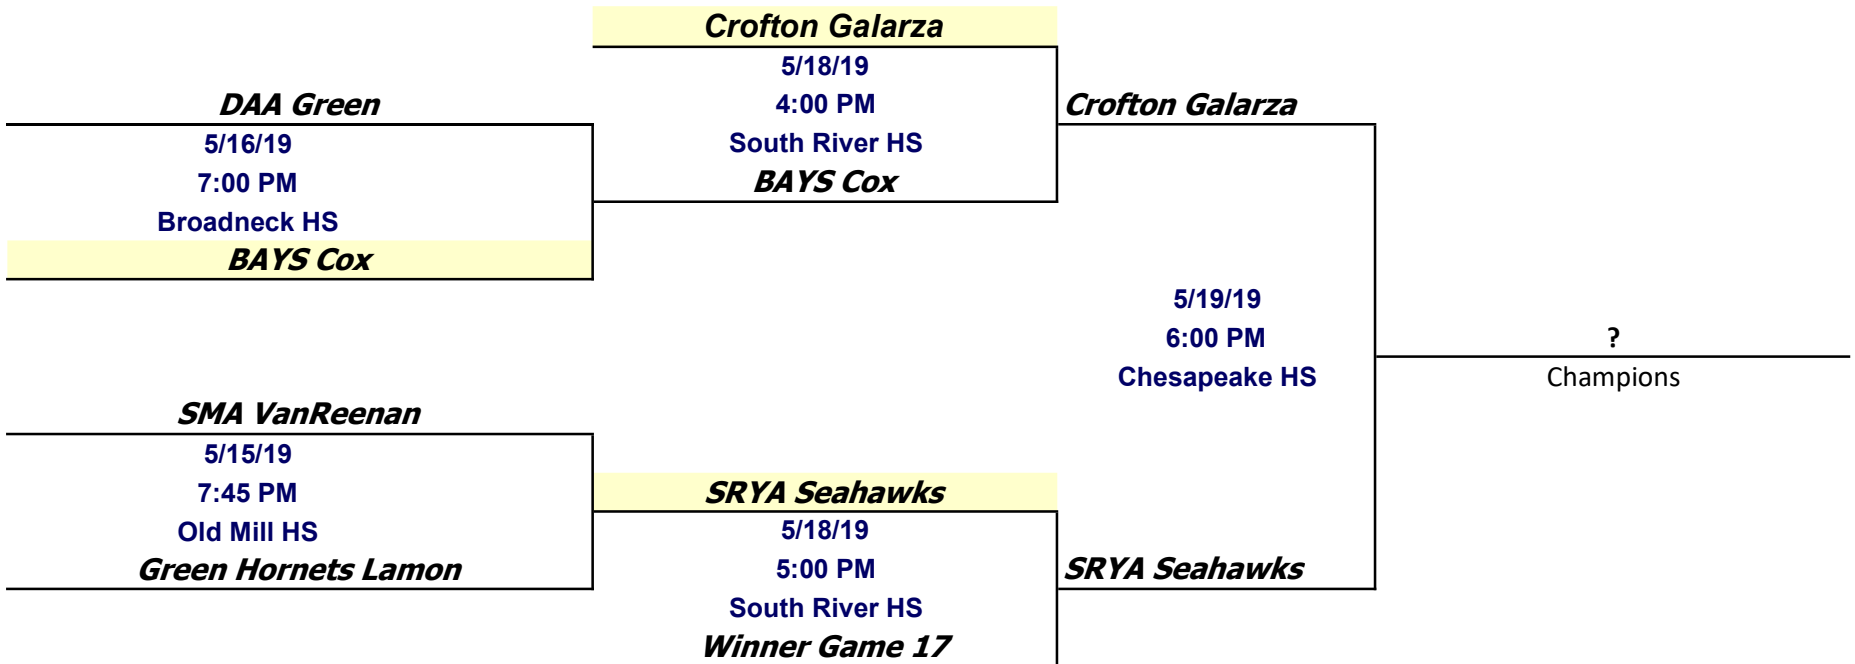 Crofton Galarza
5/18/19
DAA Green
4:00 PM
Crofton Galarza
5/16/19
South River HS
7:00 PM
BAYS Cox
Broadneck HS
BAYS Cox
5/19/19
6:00 PM
?
Chesapeake HS
Champions
SMA VanReenan
5/15/19
7:45 PM
SRYA Seahawks
Old Mill HS
5/18/19
Green Hornets Lamon
5:00 PM
SRYA Seahawks
South River HS
Winner Game 17